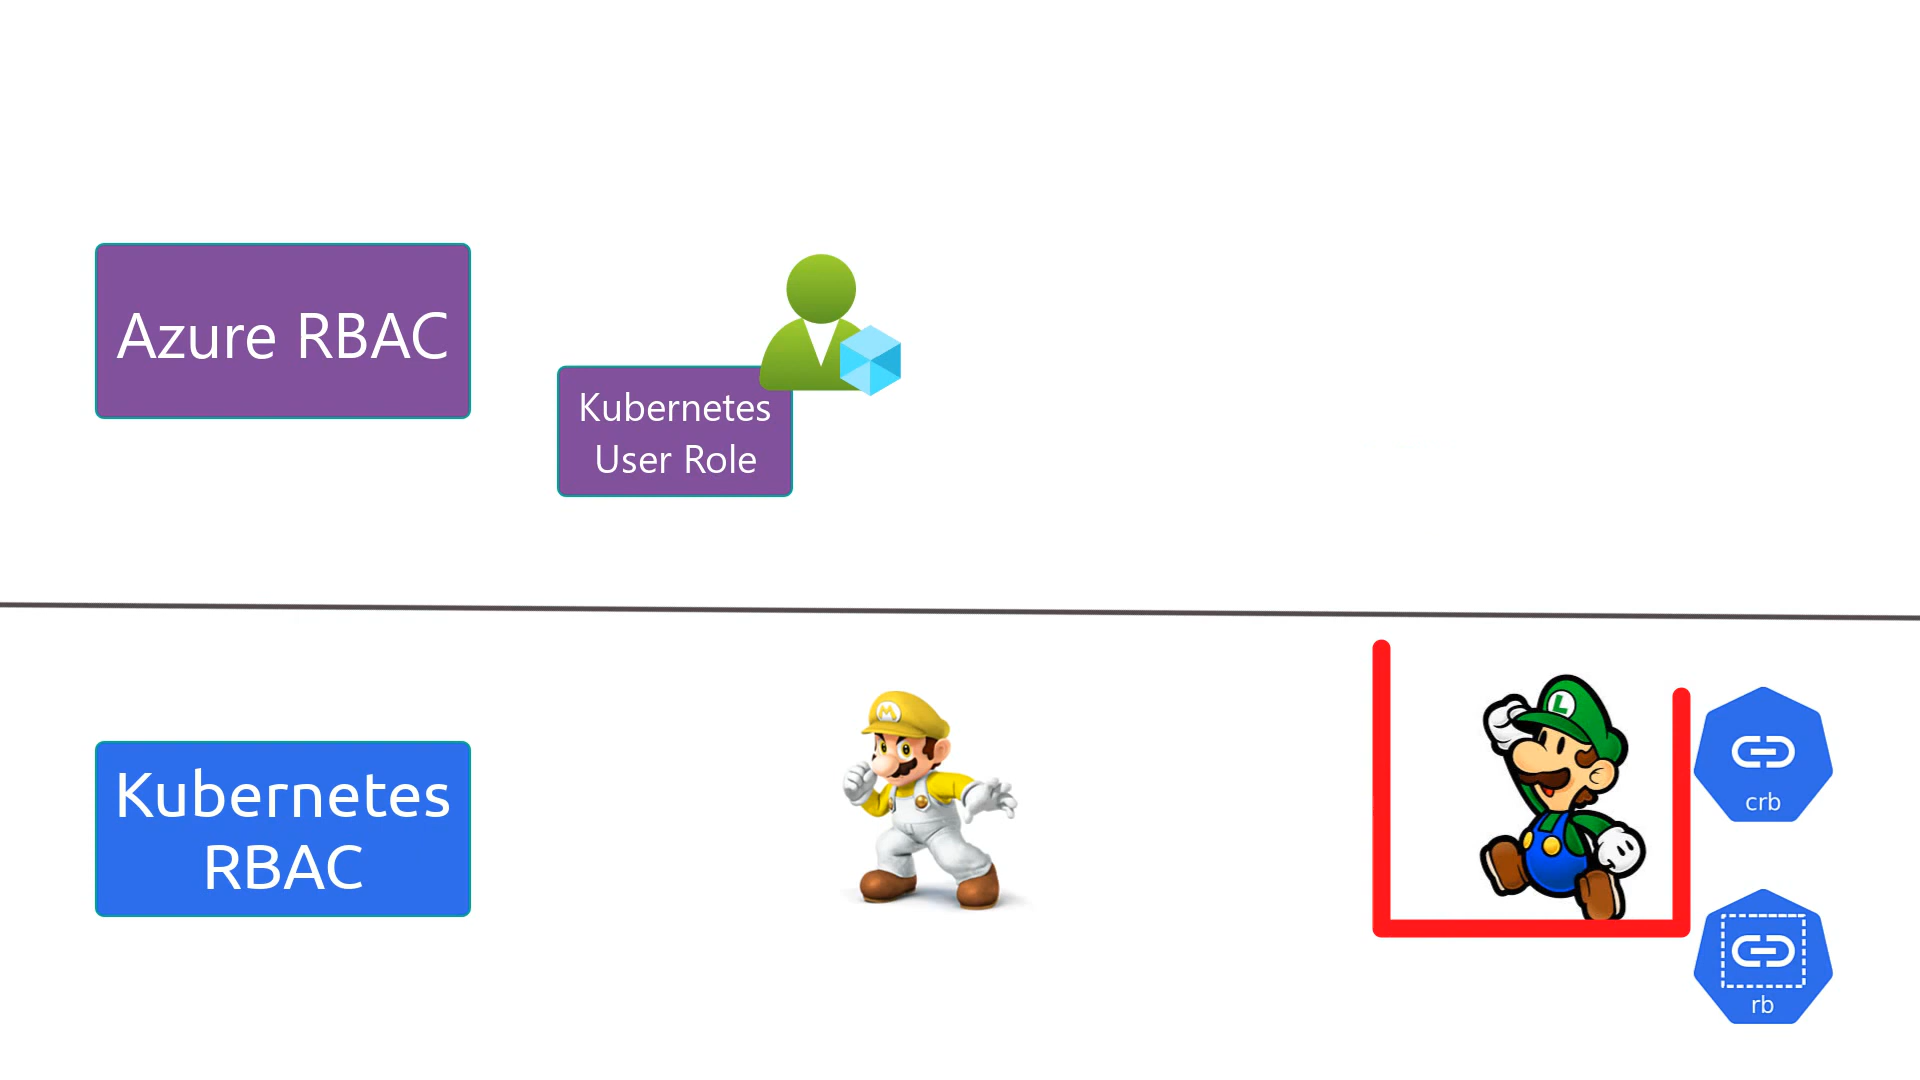 Azure RBAC
Kubernetes
User Role
Kubernetes
RBAC
M
L
crb
rb